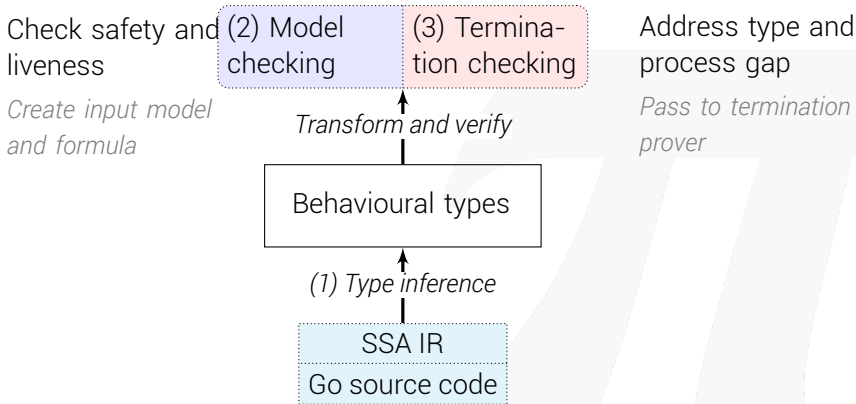 Check safety and
liveness
Create input model
and formula
(2) Model
checking
(3) Termina-
tion checking
Address type and
process gap
Pass to termination
prover
Transform and verify
Behavioural types
(1) Type inference
SSA IR
Go source code